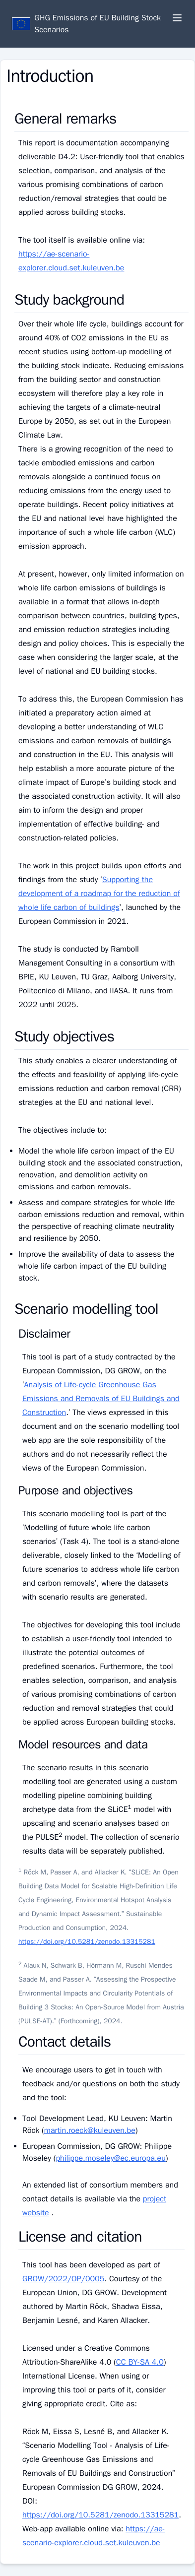 GHG Emissions of EU Building Stock
Scenarios
Introduction
General remarks
This report is documentation accompanying
deliverable D4.2: User-friendly tool that enables
selection, comparison, and analysis of the
various promising combinations of carbon
reduction/removal strategies that could be
applied across building stocks.
The tool itself is available online via:
https://ae-scenario-
explorer.cloud.set.kuleuven.be
Study background
Over their whole life cycle, buildings account for
around 40% of CO2 emissions in the EU as
recent studies using bottom-up modelling of
the building stock indicate. Reducing emissions
from the building sector and construction
ecosystem will therefore play a key role in
achieving the targets of a climate-neutral
Europe by 2050, as set out in the European
Climate Law.
There is a growing recognition of the need to
tackle embodied emissions and carbon
removals alongside a continued focus on
reducing emissions from the energy used to
operate buildings. Recent policy initiatives at
the EU and national level have highlighted the
importance of such a whole life carbon (WLC)
emission approach.
At present, however, only limited information on
whole life carbon emissions of buildings is
available in a format that allows in-depth
comparison between countries, building types,
and emission reduction strategies including
design and policy choices. This is especially the
case when considering the larger scale, at the
level of national and EU building stocks.
To address this, the European Commission has
initiated a preparatory action aimed at
developing a better understanding of WLC
emissions and carbon removals of buildings
and construction in the EU. This analysis will
help establish a more accurate picture of the
climate impact of Europe's building stock and
the associated construction activity. It will also
aim to inform the design and proper
implementation of effective building- and
construction-related policies.
The work in this project builds upon efforts and
findings from the study ‘Supporting the
development of a roadmap for the reduction of
whole life carbon of buildings’, launched by the
European Commission in 2021.
The study is conducted by Ramboll
Management Consulting in a consortium with
BPIE, KU Leuven, TU Graz, Aalborg University,
Politecnico di Milano, and IIASA. It runs from
2022 until 2025.
Study objectives
This study enables a clearer understanding of
the effects and feasibility of applying life-cycle
emissions reduction and carbon removal (CRR)
strategies at the EU and national level.
The objectives include to:
• Model the whole life carbon impact of the EU
building stock and the associated construction,
renovation, and demolition activity on
emissions and carbon removals.
• Assess and compare strategies for whole life
carbon emissions reduction and removal, within
the perspective of reaching climate neutrality
and resilience by 2050.
• Improve the availability of data to assess the
whole life carbon impact of the EU building
stock.
Scenario modelling tool
Disclaimer
This tool is part of a study contracted by the
European Commission, DG GROW, on the
‘Analysis of Life-cycle Greenhouse Gas
Emissions and Removals of EU Buildings and
Construction.’ The views expressed in this
document and on the scenario modelling tool
web app are the sole responsibility of the
authors and do not necessarily reflect the
views of the European Commission.
Purpose and objectives
This scenario modelling tool is part of the
‘Modelling of future whole life carbon
scenarios’ (Task 4). The tool is a stand-alone
deliverable, closely linked to the ‘Modelling of
future scenarios to address whole life carbon
and carbon removals’, where the datasets
with scenario results are generated.
The objectives for developing this tool include
to establish a user-friendly tool intended to
illustrate the potential outcomes of
predefined scenarios. Furthermore, the tool
enables selection, comparison, and analysis
of various promising combinations of carbon
reduction and removal strategies that could
be applied across European building stocks.
Model resources and data
The scenario results in this scenario
modelling tool are generated using a custom
modelling pipeline combining building
archetype data from the SLiCE1 model with
upscaling and scenario analyses based on
the PULSE2 model. The collection of scenario
results data will be separately published.
1 Röck M, Passer A, and Allacker K. "SLiCE: An Open
Building Data Model for Scalable High-Definition Life
Cycle Engineering, Environmental Hotspot Analysis
and Dynamic Impact Assessment." Sustainable
Production and Consumption, 2024.
https://doi.org/10.5281/zenodo.13315281
2 Alaux N, Schwark B, Hörmann M, Ruschi Mendes
Saade M, and Passer A. "Assessing the Prospective
Environmental Impacts and Circularity Potentials of
Building 3 Stocks: An Open-Source Model from Austria
(PULSE-AT)." (Forthcoming), 2024.
Contact details
We encourage users to get in touch with
feedback and/or questions on both the study
and the tool:
• Tool Development Lead, KU Leuven: Martin
Röck (martin.roeck@kuleuven.be)
• European Commission, DG GROW: Philippe
Moseley (philippe.moseley@ec.europa.eu)
An extended list of consortium members and
contact details is available via the project
website .
License and citation
This tool has been developed as part of
GROW/2022/OP/0005. Courtesy of the
European Union, DG GROW. Development
authored by Martin Röck, Shadwa Eissa,
Benjamin Lesné, and Karen Allacker.
Licensed under a Creative Commons
Attribution-ShareAlike 4.0 (CC BY-SA 4.0)
International License. When using or
improving this tool or parts of it, consider
giving appropriate credit. Cite as:
Röck M, Eissa S, Lesné B, and Allacker K.
"Scenario Modelling Tool - Analysis of Life-
cycle Greenhouse Gas Emissions and
Removals of EU Buildings and Construction"
European Commission DG GROW, 2024.
DOI:
https://doi.org/10.5281/zenodo.13315281.
Web-app available online via: https://ae-
scenario-explorer.cloud.set.kuleuven.be